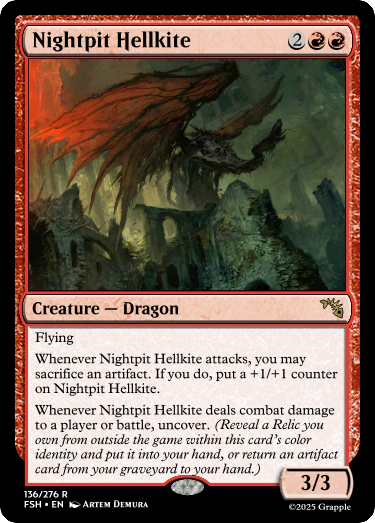 Nightpit Hellkite 2
Creature — Dragon
Flying
Whenever Nightpit Hellkite attacks, you may
sacrifice an artifact. If you do, put a +1/+1 counter
on Nightpit Hellkite.
Whenever Nightpit Hellkite deals combat damage
to a player or battle, uncover. (Reveal a Relic you
own from outside the game within this card's color
identity and put it into your hand, or return an artifact
card from your graveyard to your hand.)
3/3
136/276 R
FSH • EN Artem Demura
©2025 Grapple